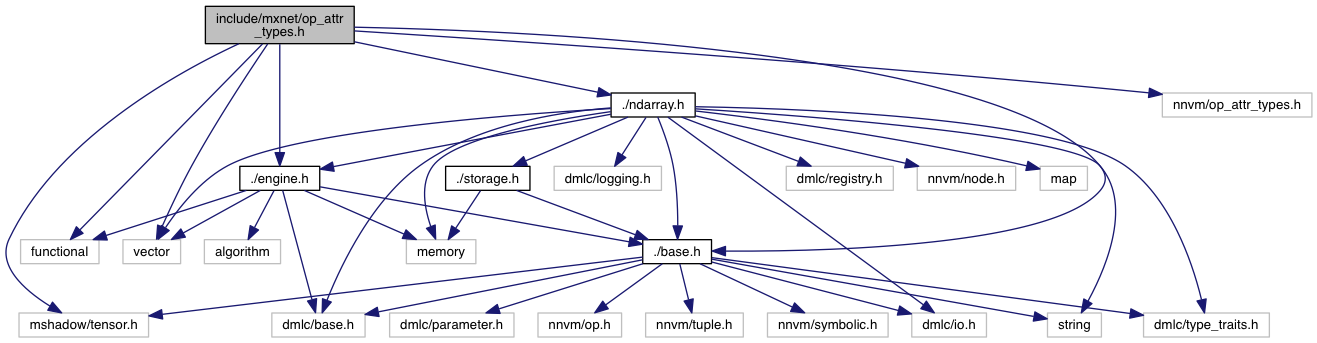 include/mxnet/op_attr
_types.h
./ndarray.h
nnvm/op_attr_types.h
./engine.h
./storage.h
dmlc/logging.h
dmlc/registry.h
nnvm/node.h
map
functional
vector
algorithm
memory
./base.h
mshadow/tensor.h
dmlc/base.h
dmlc/parameter.h
nnvm/op.h
nnvm/tuple.h
nnvm/symbolic.h
dmlc/io.h
string
dmlc/type_traits.h